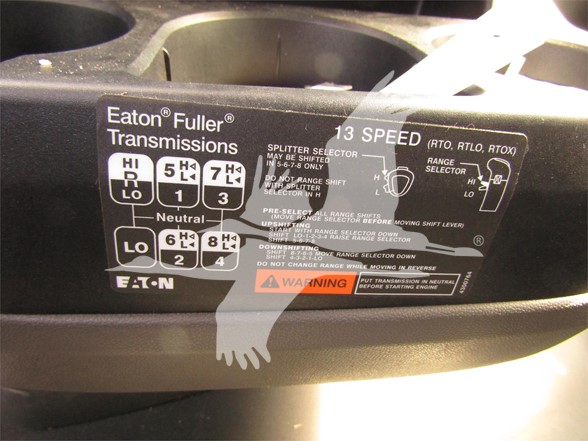 Eaton® Fuller®
Transmissions
13 SPEED (RTO, RTLO, RTOX)
HI
R
LO
5 H
L
1
7 H
L
3
Neutral
LO
6 H
L
2
8 H
L
4
EATON
SPLITTER SELECTOR
MAY BE SHIFTED
IN 5-6-7-8 ONLY
DO NOT RANGE SHIFT
WITH SPLITTER
SELECTOR IN H
H
L
RANGE
SELECTOR
HI
LO
PRE-SELECT ALL RANGE SHIFTS
(MOVE RANGE SELECTOR BEFORE MOVING SHIFT LEVER)
UPSHIFTING
START WITH RANGE SELECTOR DOWN
SHIFT LO-1-2-3-4 RAISE RANGE SELECTOR
SHIFT 5-6-7-8
DOWNSHIFTING
SHIFT 8-7-6-5 MOVE RANGE SELECTOR DOWN
SHIFT 4-3-2-1-LO
DO NOT CHANGE RANGE WHILE MOVING IN REVERSE
WARNING
PUT TRANSMISSION IN NEUTRAL
BEFORE STARTING ENGINE
®